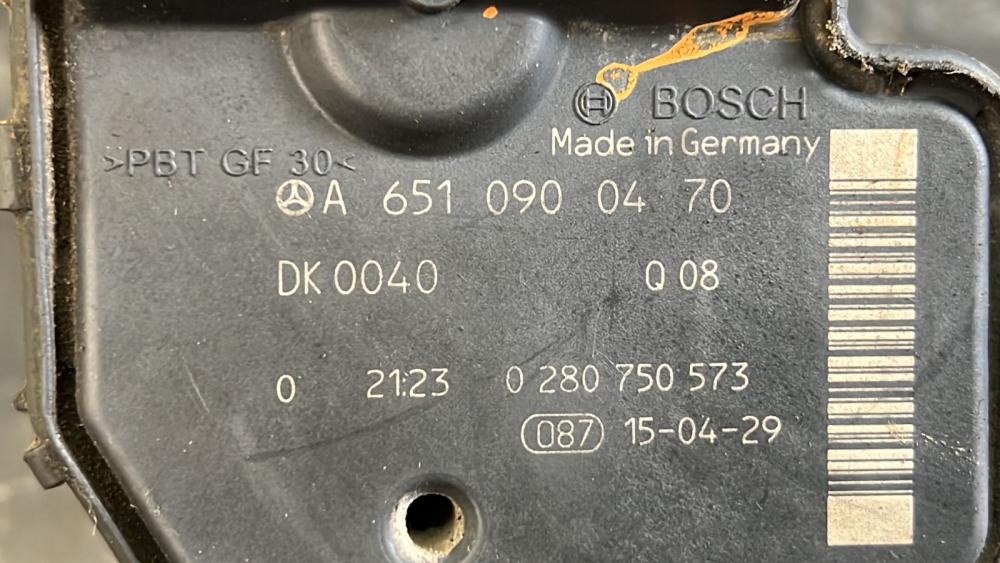 BOSCH
Made in Germany
>PBT GF 30<
A 651 090 04 70
DK 0040 Q 08
0 21:23 0 280 750 573
087 15-04-29